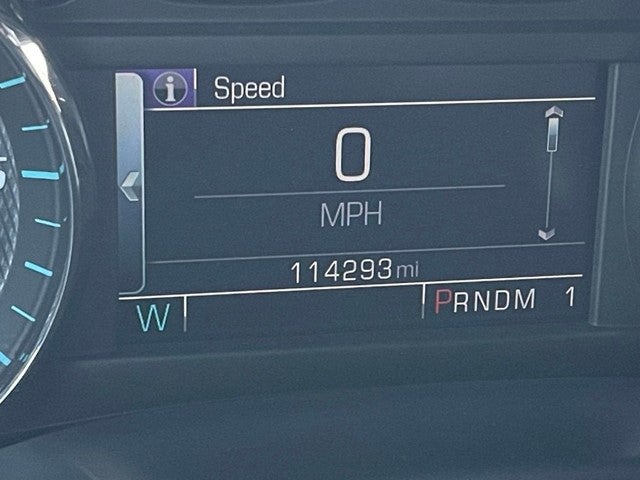 i Speed
0
MPH
114293 mi
W PRNDM 1